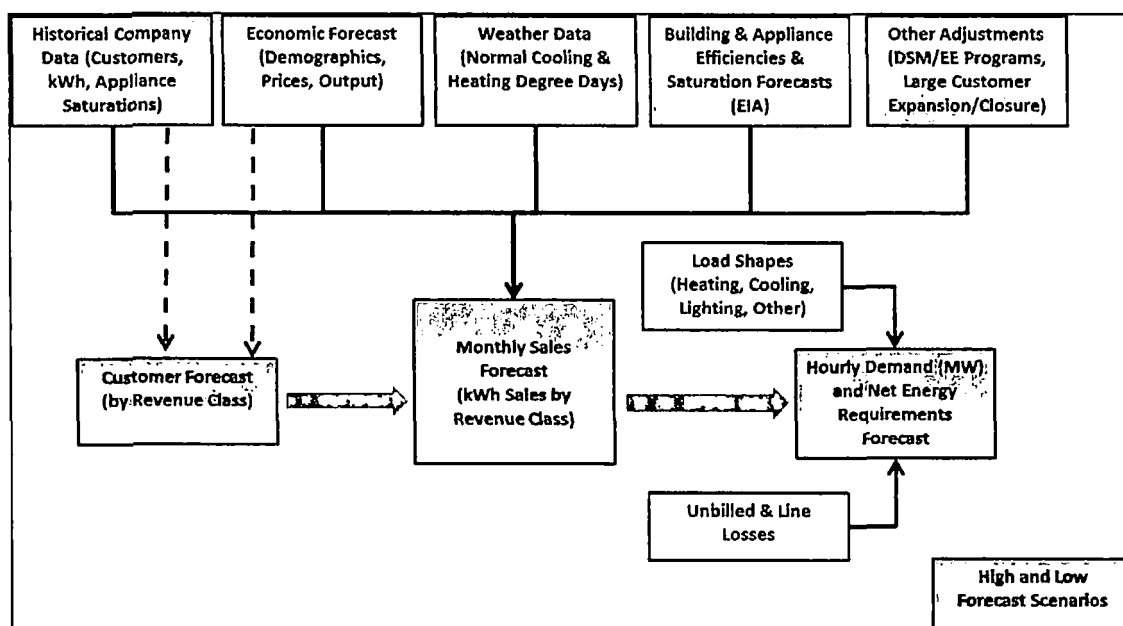 Historical Company
Data (Customers,
kWh, Appliance
Saturations)
Economic Forecast
(Demographics,
Prices, Output)
Weather Data
(Normal Cooling &
Heating Degree Days)
Building & Appliance
Efficiencies &
Saturation Forecasts
(EIA)
Other Adjustments
(DSM/EE Programs,
Large Customer
Expansion/Closure)
Load Shapes
(Heating, Cooling,
Lighting, Other)
Customer Forecast
(by Revenue Class)
Monthly Sales
Forecast
(kWh Sales by
Revenue Class)
Hourly Demand (MW)
and Net Energy
Requirements
Forecast
Unbilled & Line
Losses
High and Low
Forecast Scenarios